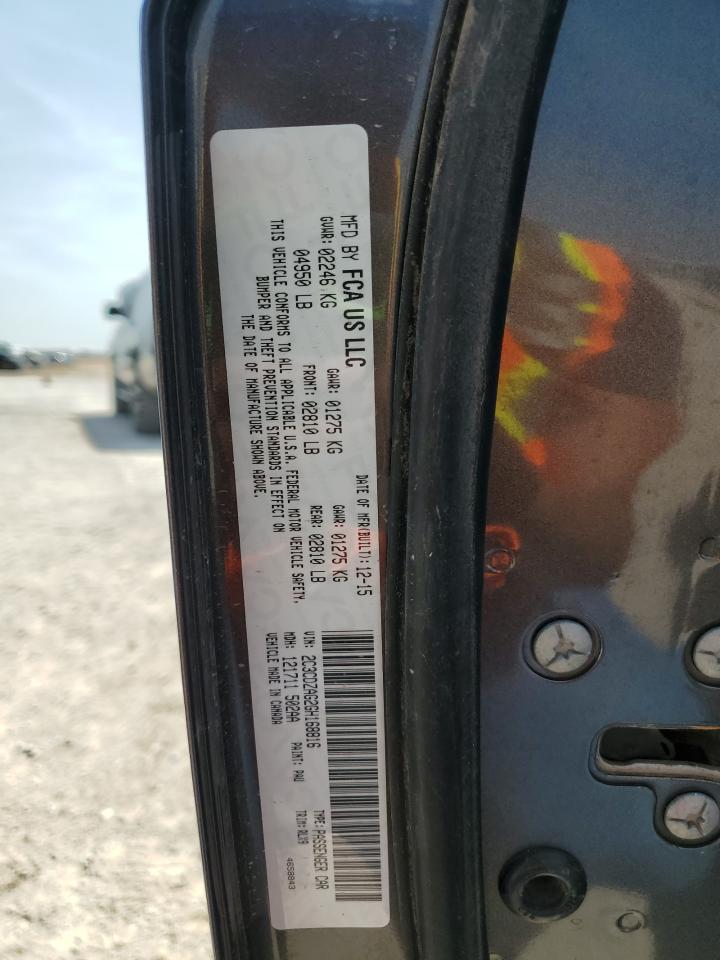 MFD BY FCA US LLC
DATE OF MFR(BUILT): 12-15
GVWR: 02246 KG
GAWR: 01275 KG
GAWR: 01275 KG
04950 LB
FRONT: 02810 LB
REAR: 02810 LB
THIS VEHICLE CONFORMS TO ALL APPLICABLE U.S.A. FEDERAL MOTOR VEHICLE SAFETY,
BUMPER AND THEFT PREVENTION STANDARDS IN EFFECT ON
THE DATE OF MANUFACTURE SHOWN ABOVE.
VIN: 2C3CDZAG2GH168816
TYPE: PASSENGER CAR
MDH: 121711 502AA
PAINT: PAU
TRIM: QLX9
VEHICLE MADE IN CANADA
4658843